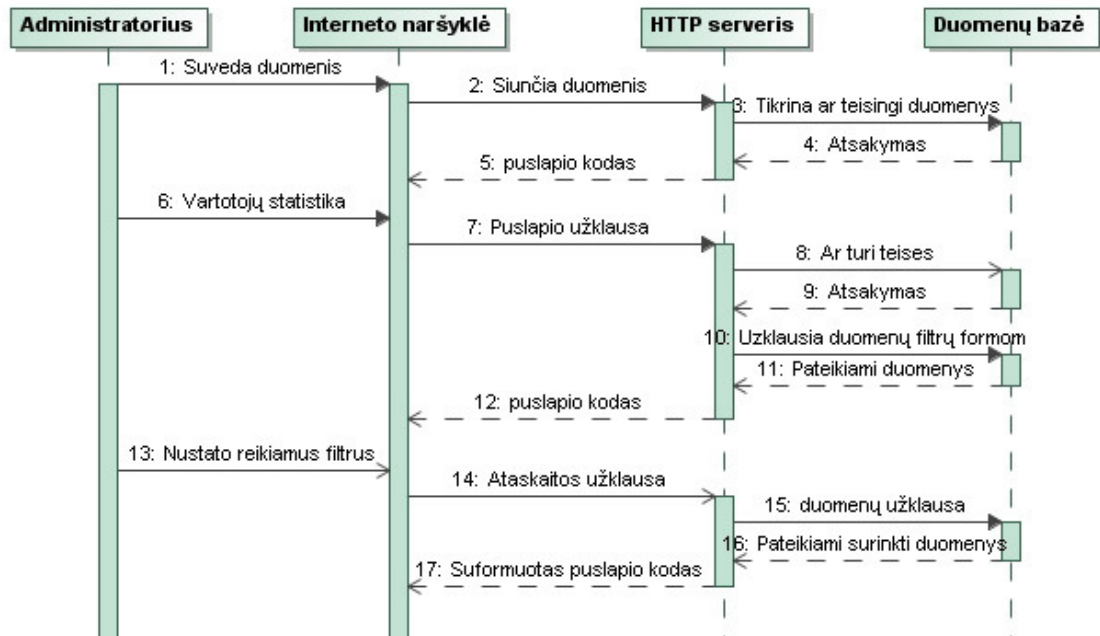 Administratorius
Interneto naršyklė
HTTP serveris
Duomenų bazė
1: Suveda duomenis
2: Siunčia duomenis
3: Tikrina ar teisingi duomenys
4: Atsakymas
5: puslapio kodas
6: Vartotojų statistika
7: Puslapio užklausa
8: Ar turi teises
9: Atsakymas
10: Uzklausia duomenų filtrų formom
11: Pateikiami duomenys
12: puslapio kodas
13: Nustato reikiamus filtrus
14: Ataskaitos užklausa
15: duomenų užklausa
16: Pateikiami surinkti duomenys
17: Suformuotas puslapio kodas